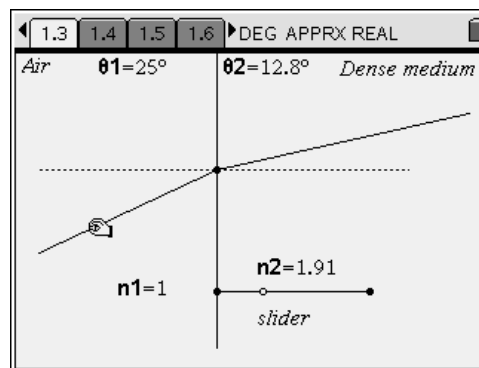 1.3 1.4 1.5 1.6 DEG APPRX REAL
Air θ1=25° θ2=12.8° Dense medium
n2=1.91
n1=1
slider